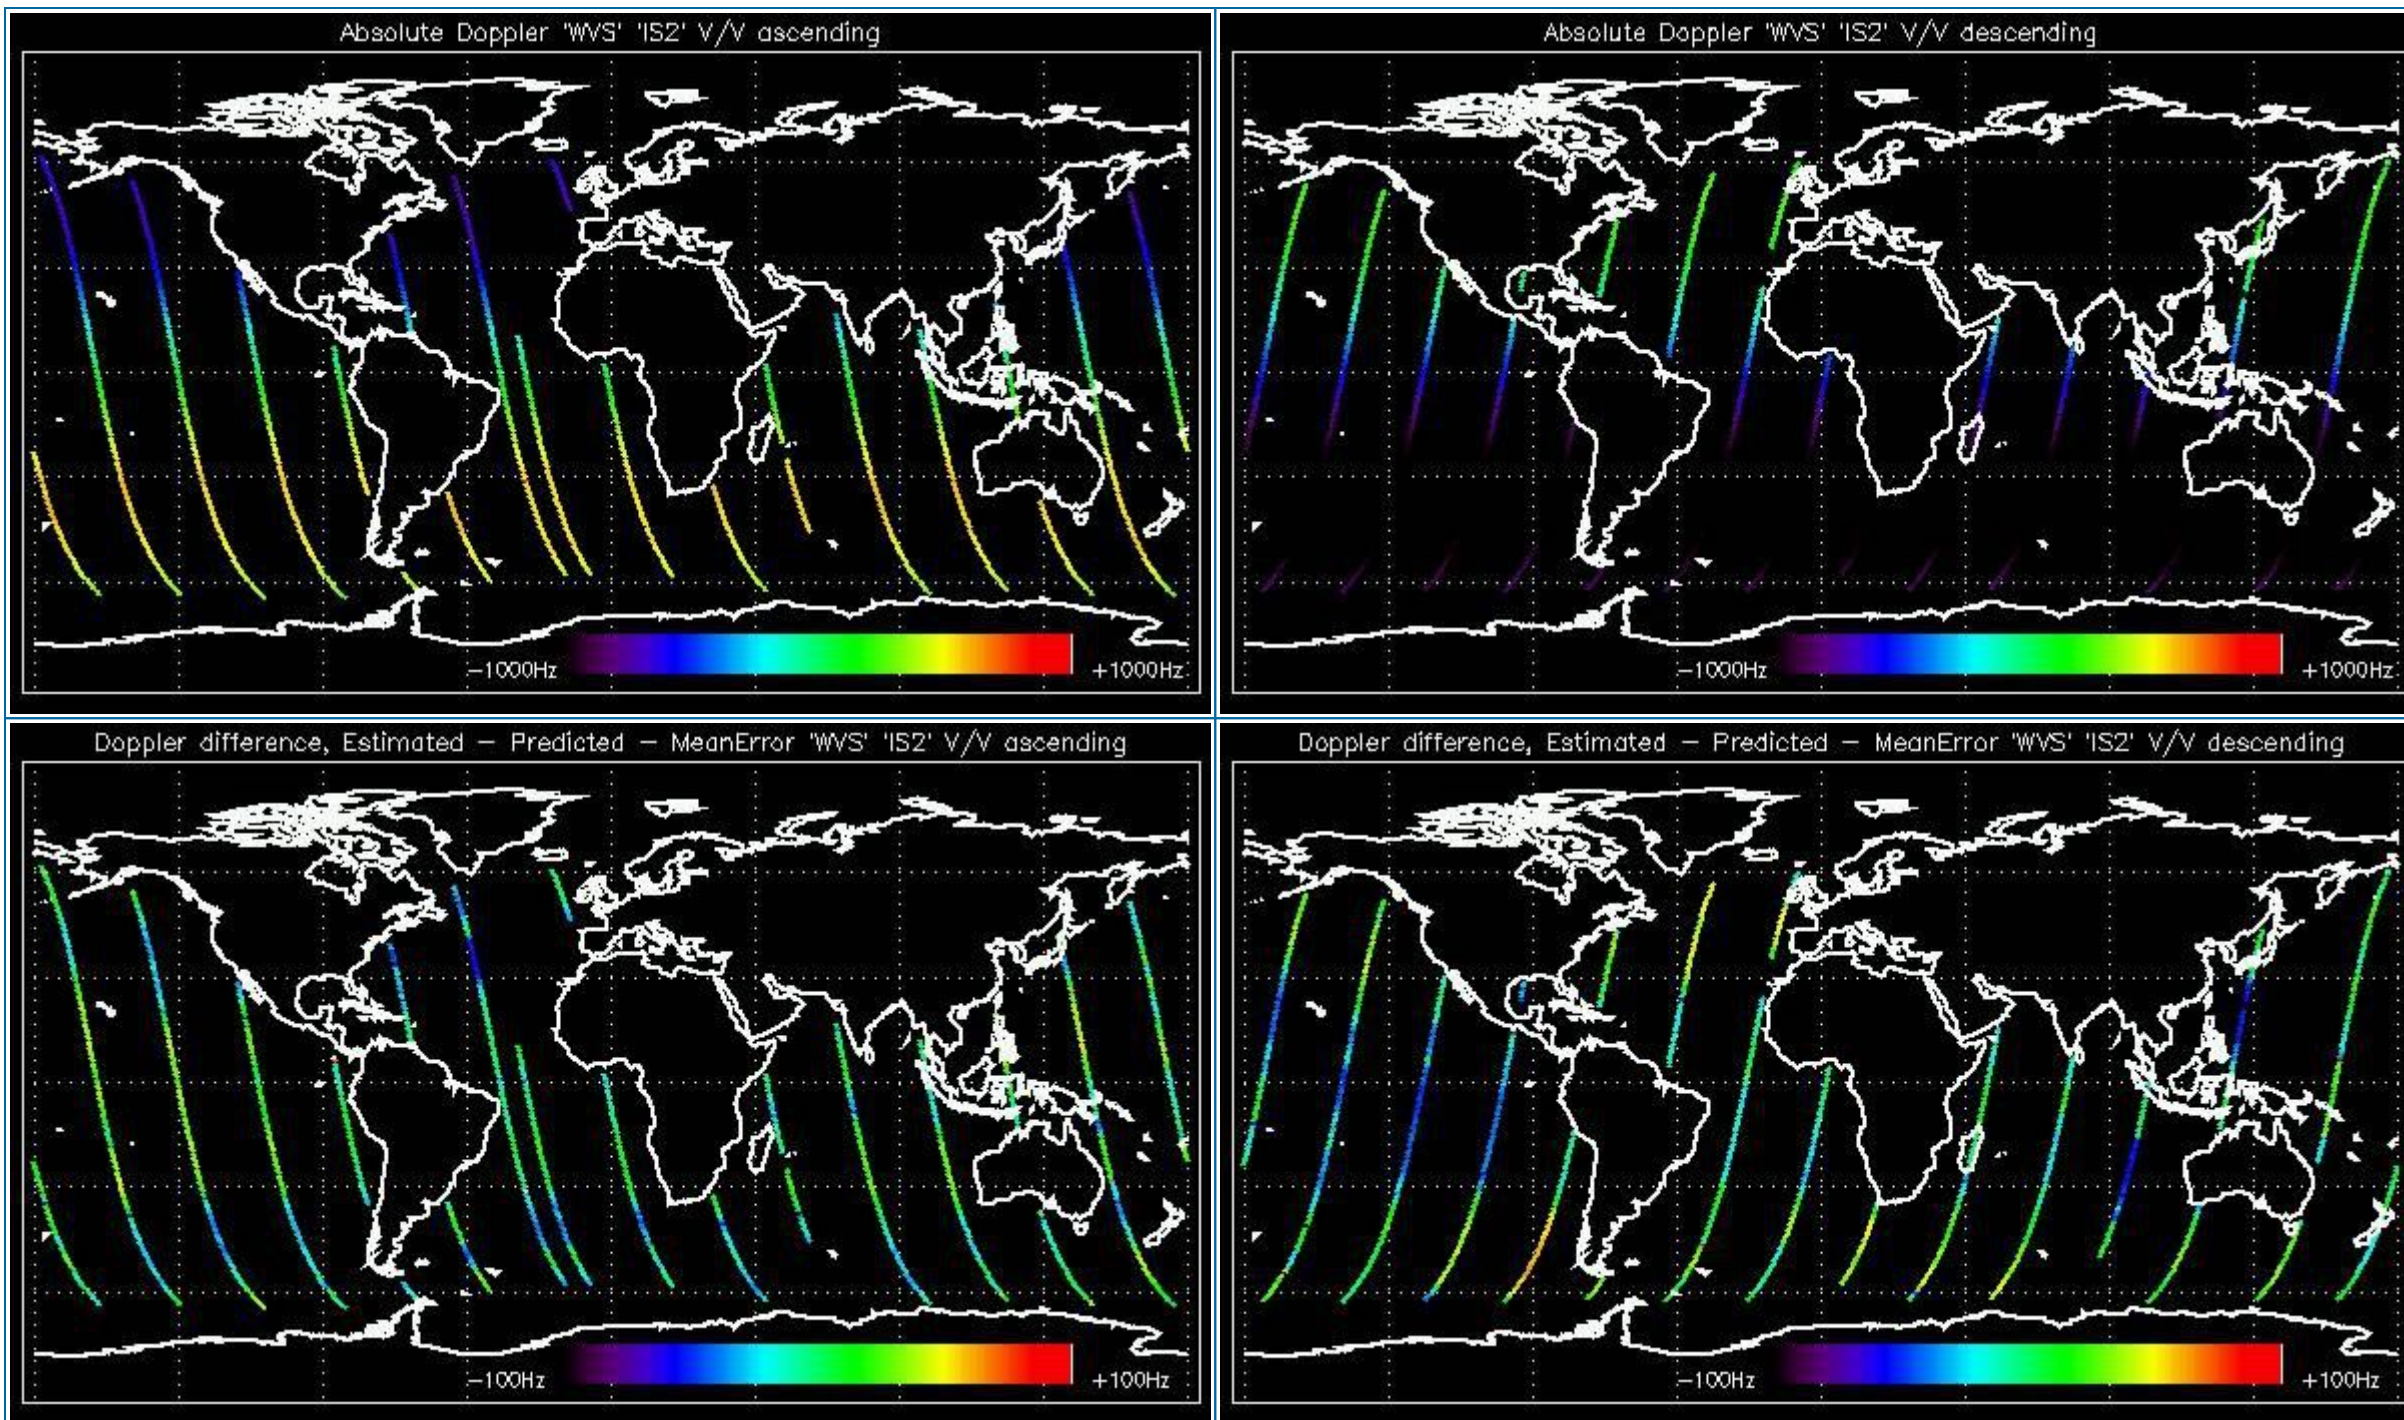 Absolute Doppler 'WVS' 'IS2' V/V ascending
-1000Hz
+1000Hz
Absolute Doppler 'WVS' 'IS2' V/V descending
-1000Hz
+1000Hz
Doppler difference, Estimated - Predicted - MeanError 'WVS' 'IS2' V/V ascending
-100Hz
+100Hz
Doppler difference, Estimated - Predicted - MeanError 'WVS' 'IS2' V/V descending
-100Hz
+100Hz